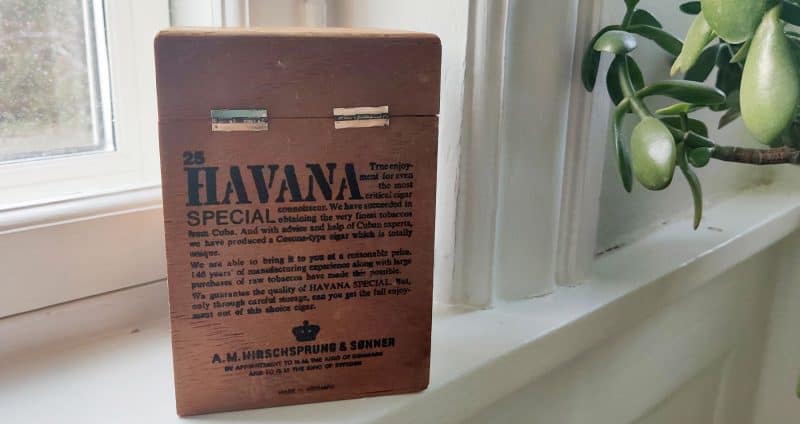 25
HAVANA
SPECIAL
True enjoy-
ment for even
the most
critical cigar
connoisseur. We have succeeded in
obtaining the very finest tobaccos
from Cuba. And with advice and help of Cuban experts,
we have produced a Corona-type cigar which is totally
unique.
We are able to bring it to you at a reasonable price.
146 years' of manufacturing experience along with large
purchases of raw tobaccos have made this possible.
We guarantee the quality of HAVANA SPECIAL. But,
only through careful storage, can you get the full enjoy-
ment out of this choice cigar.
A.M. HIRSCHSPRUNG & SØNNER
BY APPOINTMENT TO H.M. THE KING OF DENMARK
AND TO H.M. THE KING OF SWEDEN
MADE IN DENMARK